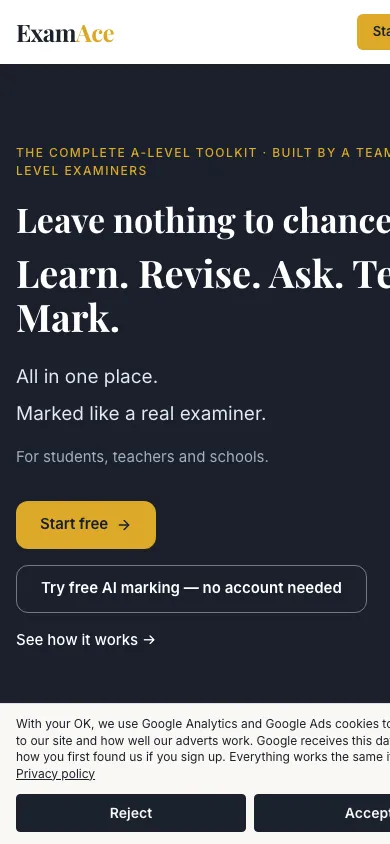 ExamAce
Sta
THE COMPLETE A-LEVEL TOOLKIT · BUILT BY A TEAM
LEVEL EXAMINERS
Leave nothing to chance
Learn. Revise. Ask. Te
Mark.
All in one place.
Marked like a real examiner.
For students, teachers and schools.
Start free →
Try free AI marking — no account needed
See how it works →
With your OK, we use Google Analytics and Google Ads cookies to
to our site and how well our adverts work. Google receives this da
how you first found us if you sign up. Everything works the same i
Privacy policy
Reject
Accept